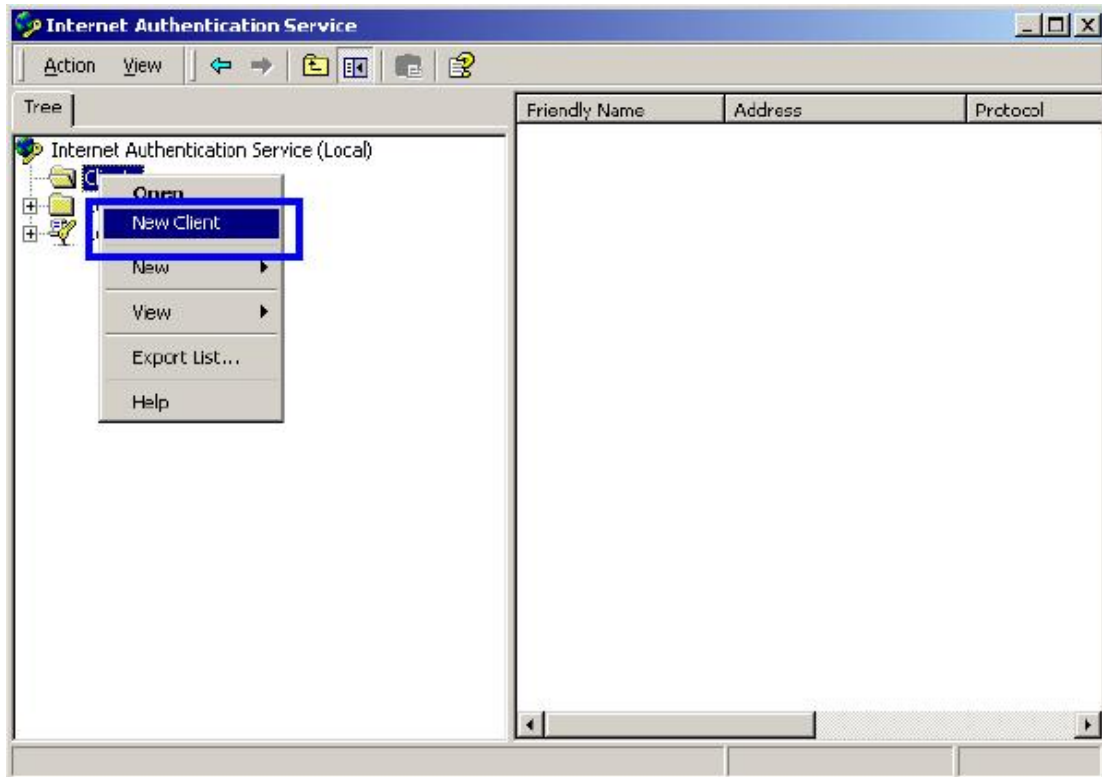 Internet Authentication Service
Action View
Tree
Friendly Name Address Protocol
Internet Authentication Service (Local)
Open
New Client
New
View
Export List...
Help